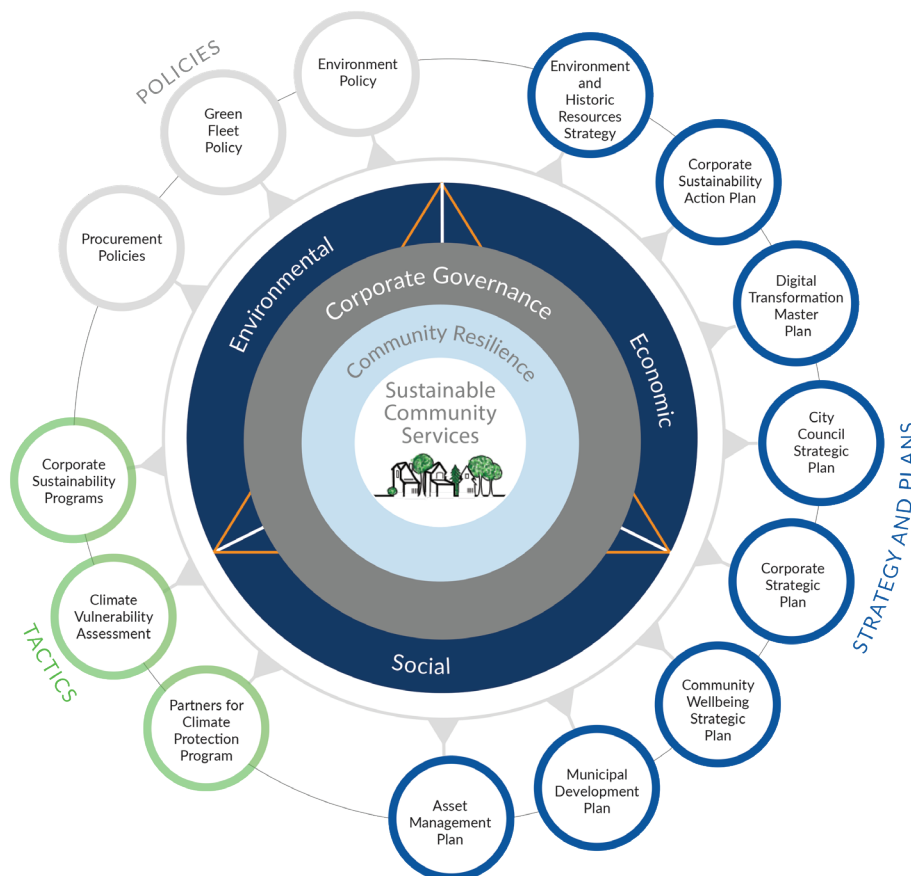 POLICIES
Environment
Policy
Green
Fleet
Policy
Procurement
Policies
Environment
and
Historic
Resources
Strategy
Corporate
Sustainability
Action Plan
Digital
Transformation
Master
Plan
City
Council
Strategic
Plan
Corporate
Strategic
Plan
Community
Wellbeing
Strategic
Plan
Municipal
Development
Plan
Asset
Management
Plan
STRATEGY AND PLANS
Corporate
Sustainability
Programs
Climate
Vulnerability
Assessment
Partners for
Climate
Protection
Program
TACTICS
Environmental
Economic
Social
Corporate Governance
Community Resilience
Sustainable
Community
Services